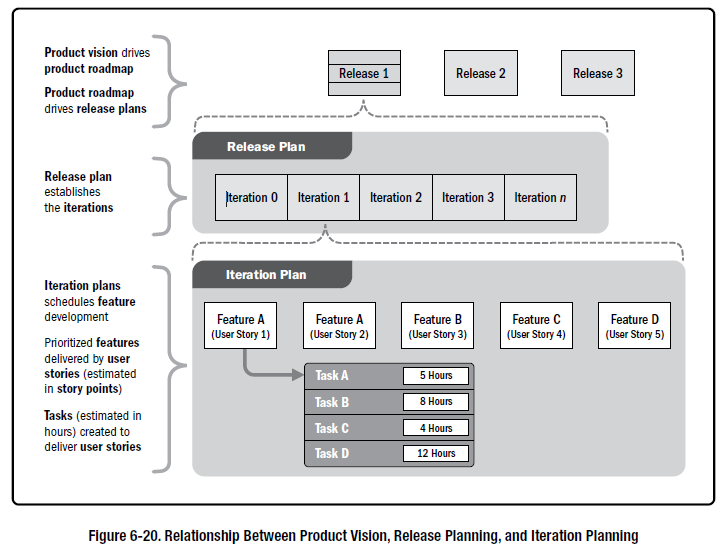 Product vision drives
product roadmap
Product roadmap
drives release plans
Release 1
Release 2
Release 3
Release Plan
Release plan
establishes
the iterations
Iteration 0
Iteration 1
Iteration 2
Iteration 3
Iteration n
Iteration Plan
Iteration plans
schedules feature
development
Prioritized features
delivered by user
stories (estimated
in story points)
Tasks (estimated in
hours) created to
deliver user stories
Feature A
(User Story 1)
Feature A
(User Story 2)
Feature B
(User Story 3)
Feature C
(User Story 4)
Feature D
(User Story 5)
Task A
5 Hours
Task B
8 Hours
Task C
4 Hours
Task D
12 Hours
Figure 6-20. Relationship Between Product Vision, Release Planning, and Iteration Planning